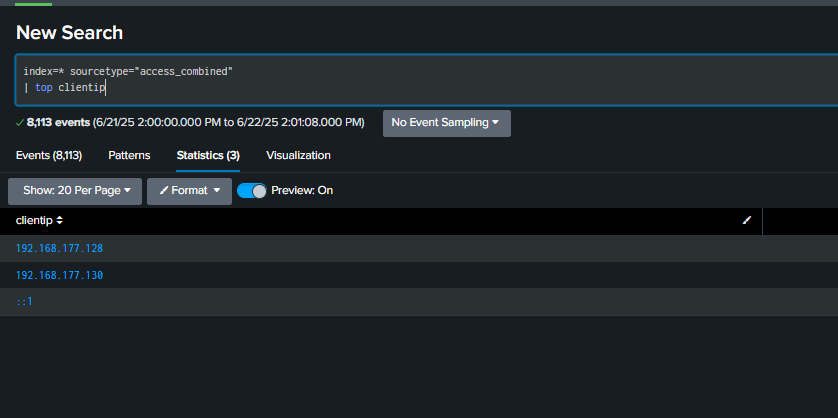 New Search
index=* sourcetype="access_combined"
| top clientip
✓ 8,113 events (6/21/25 2:00:00.000 PM to 6/22/25 2:01:08.000 PM) No Event Sampling ▾
Events (8,113) Patterns Statistics (3) Visualization
Show: 20 Per Page ▾ Format ▾ Preview: On
clientip
192.168.177.128
192.168.177.130
::1